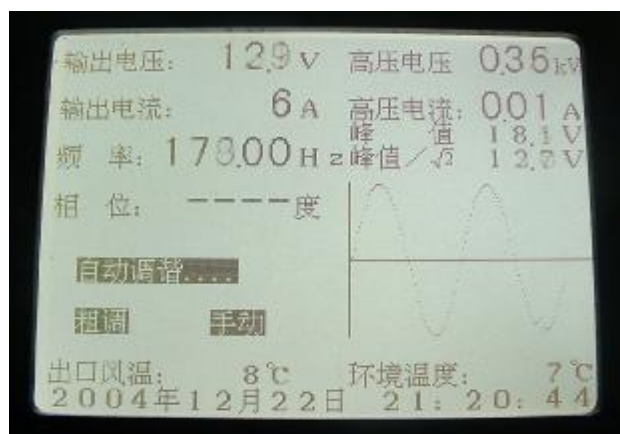 输出电压: 12.9 V 高压电压 0.36 kV
输出电流: 6 A 高压电流: 0.01 A
峰 值 18.1 V
频 率: 178.00 Hz 峰值/√2 12.7 V
相 位: ----度
自动调谐....
粗调 手动
出口风温: 8℃ 环境温度: 7℃
2004年12月22日 21:20:44